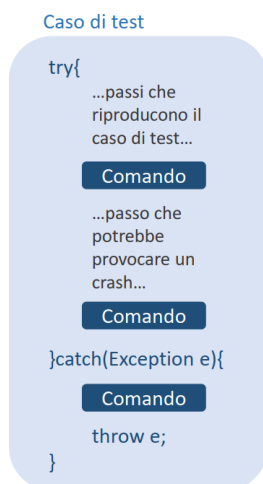 Caso di test
try{
...passi che
riproducono il
caso di test...
Comando
...passo che
potrebbe
provocare un
crash...
Comando
}catch(Exception e){
Comando
throw e;
}